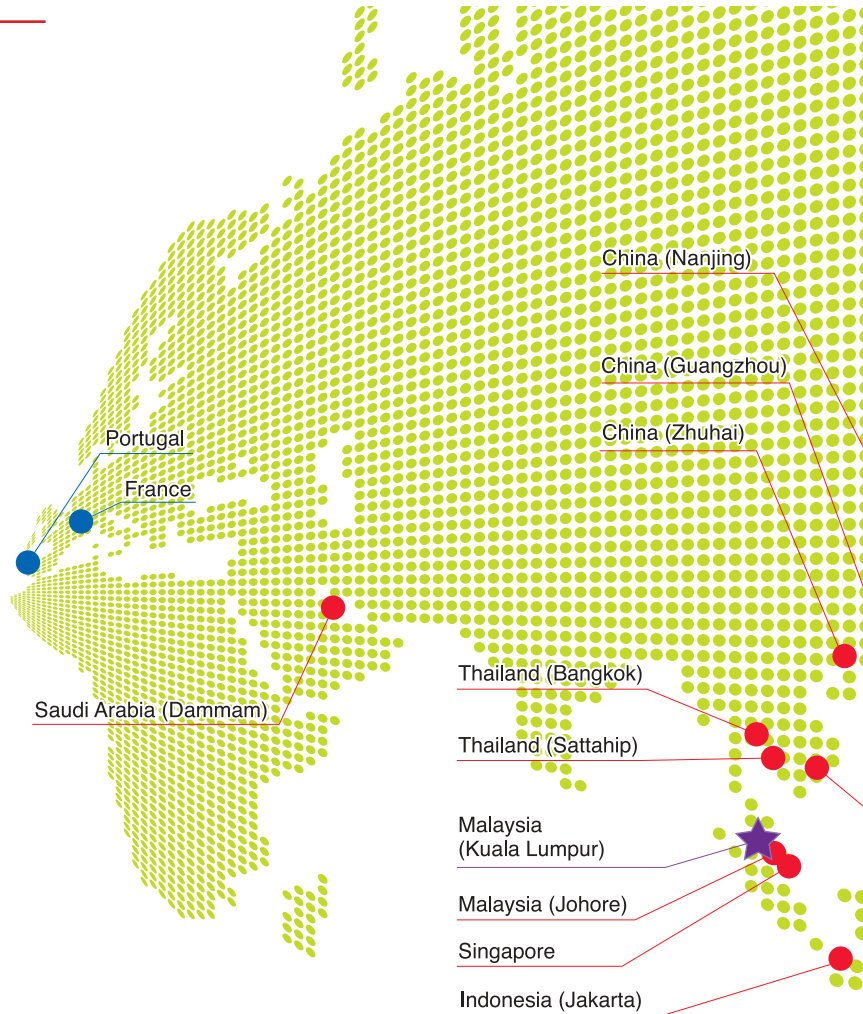 China (Nanjing)
China (Guangzhou)
China (Zhuhai)
Portugal
France
Thailand (Bangkok)
Saudi Arabia (Dammam)
Thailand (Sattahip)
Malaysia
(Kuala Lumpur)
Malaysia (Johore)
Singapore
Indonesia (Jakarta)